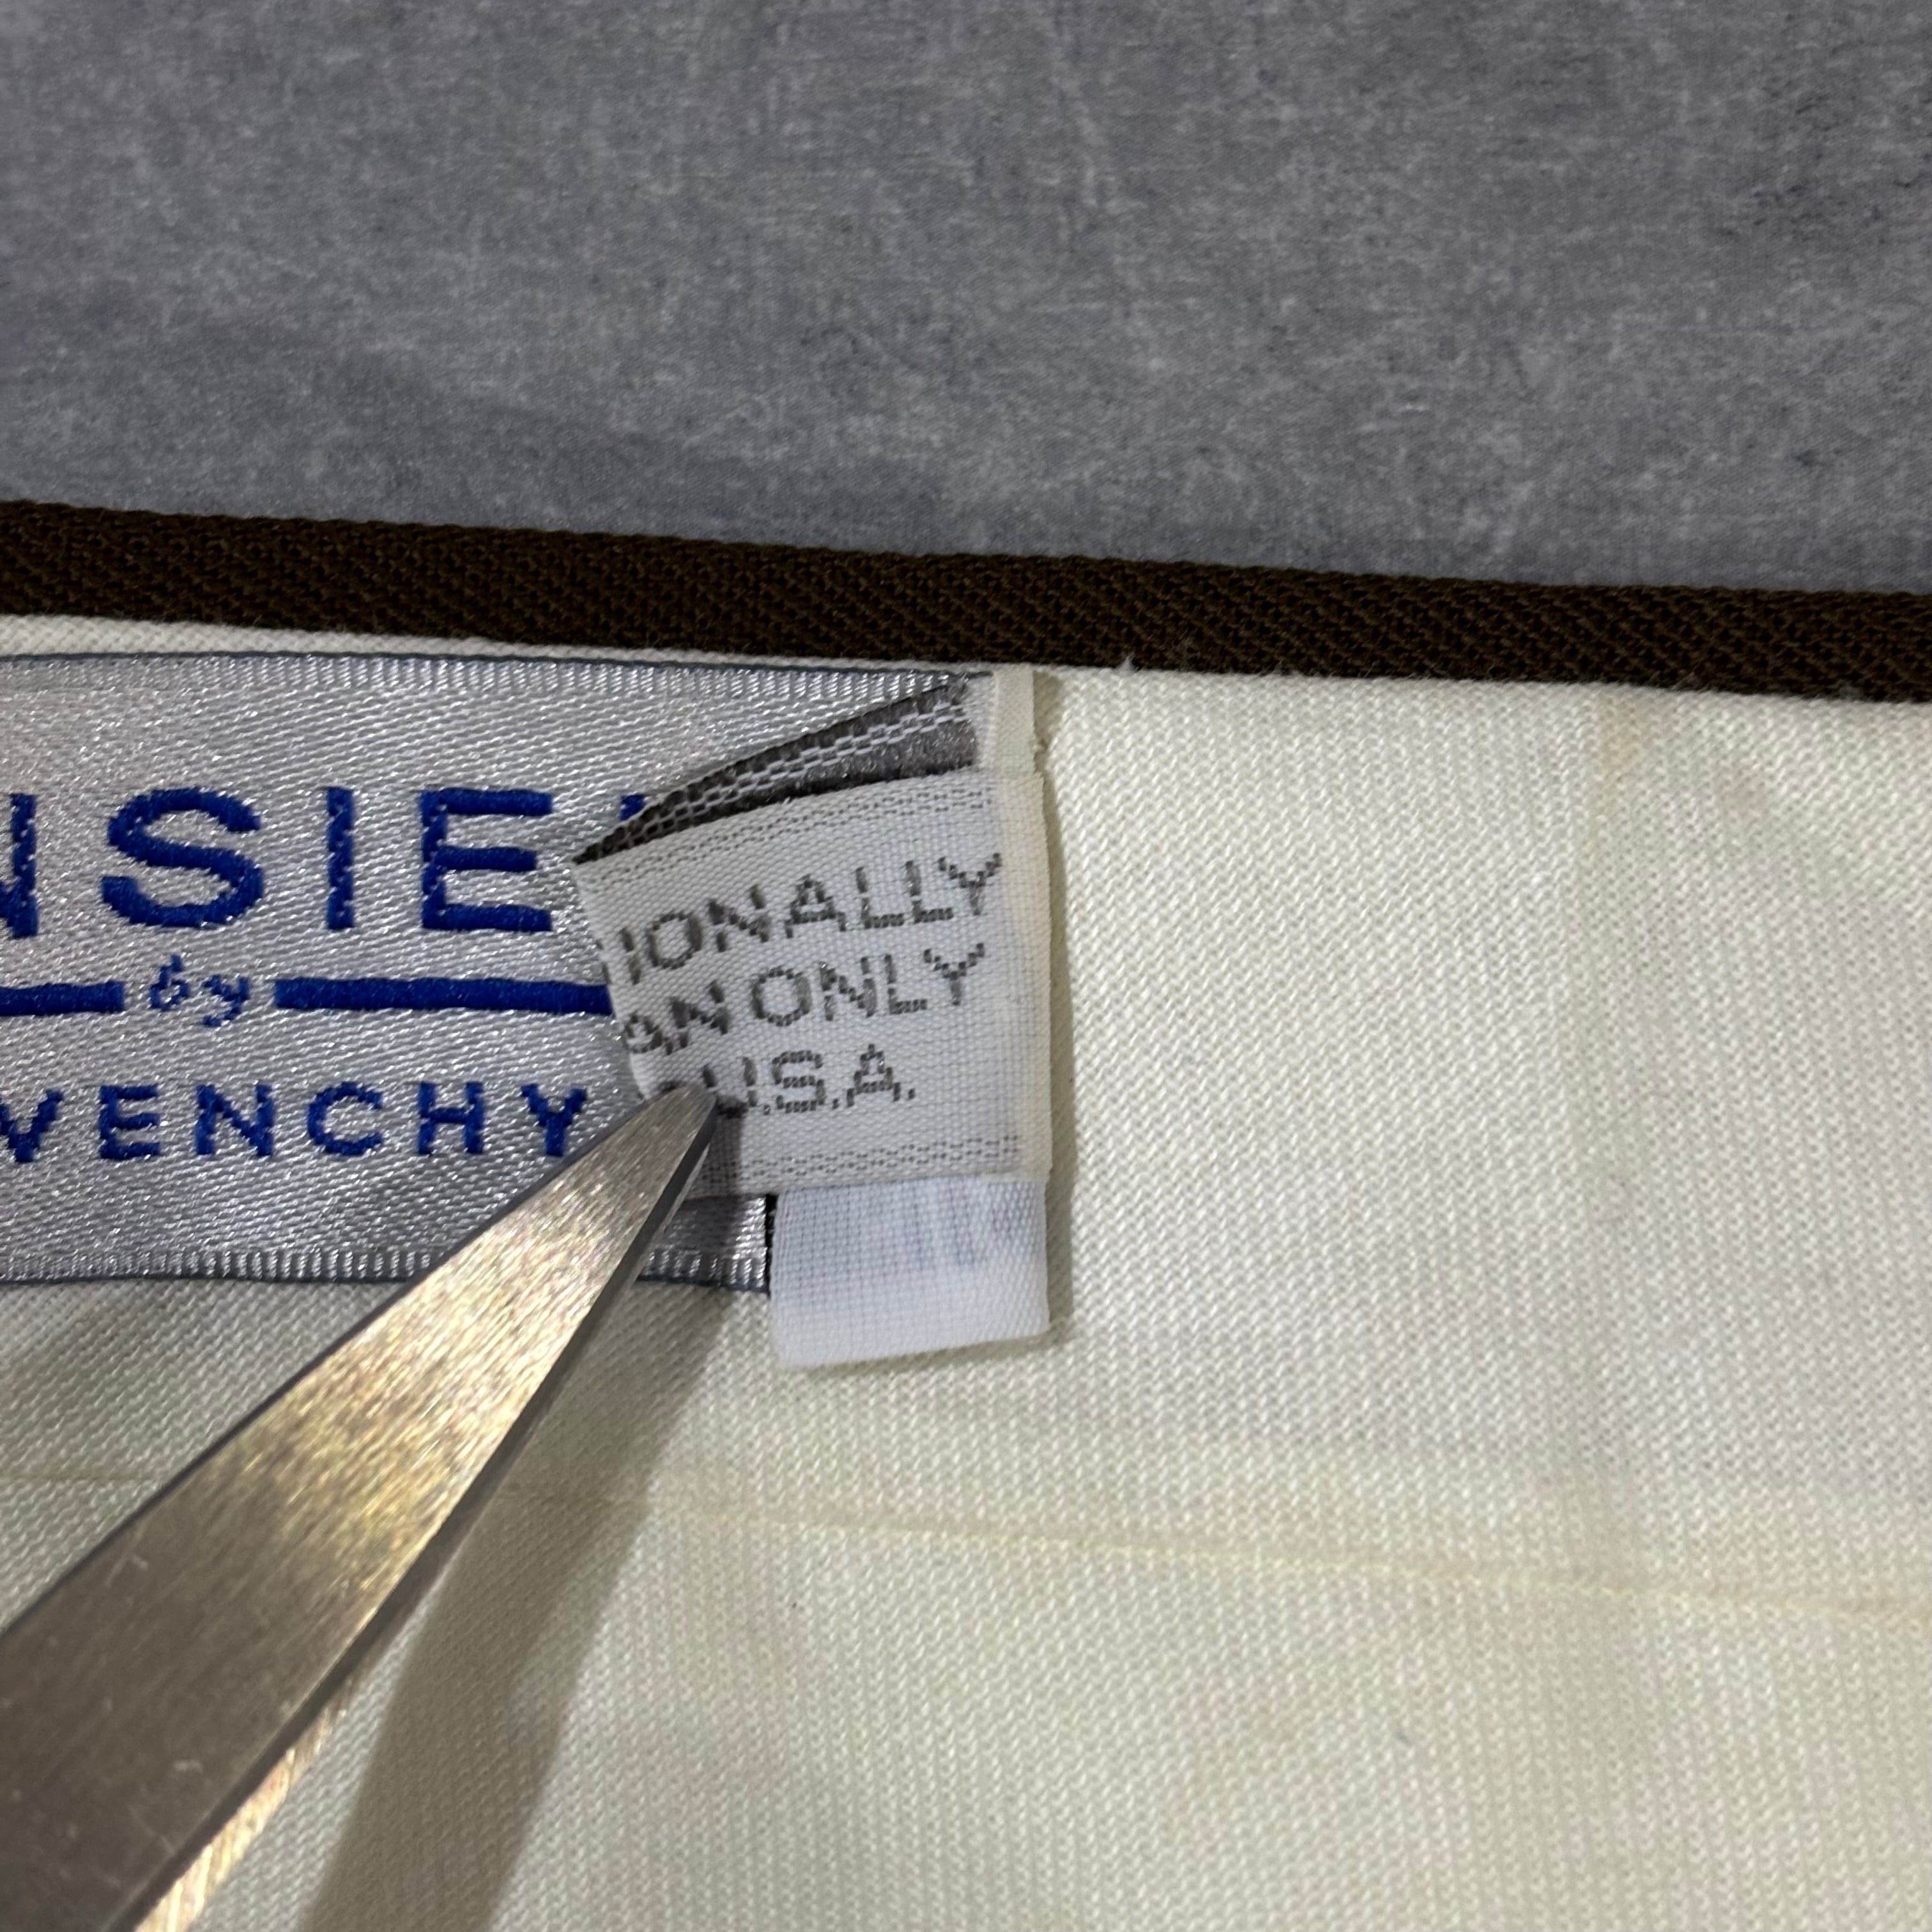 NSIE
by
VENCHY
IONALLY
AN ONLY
U.S.A.